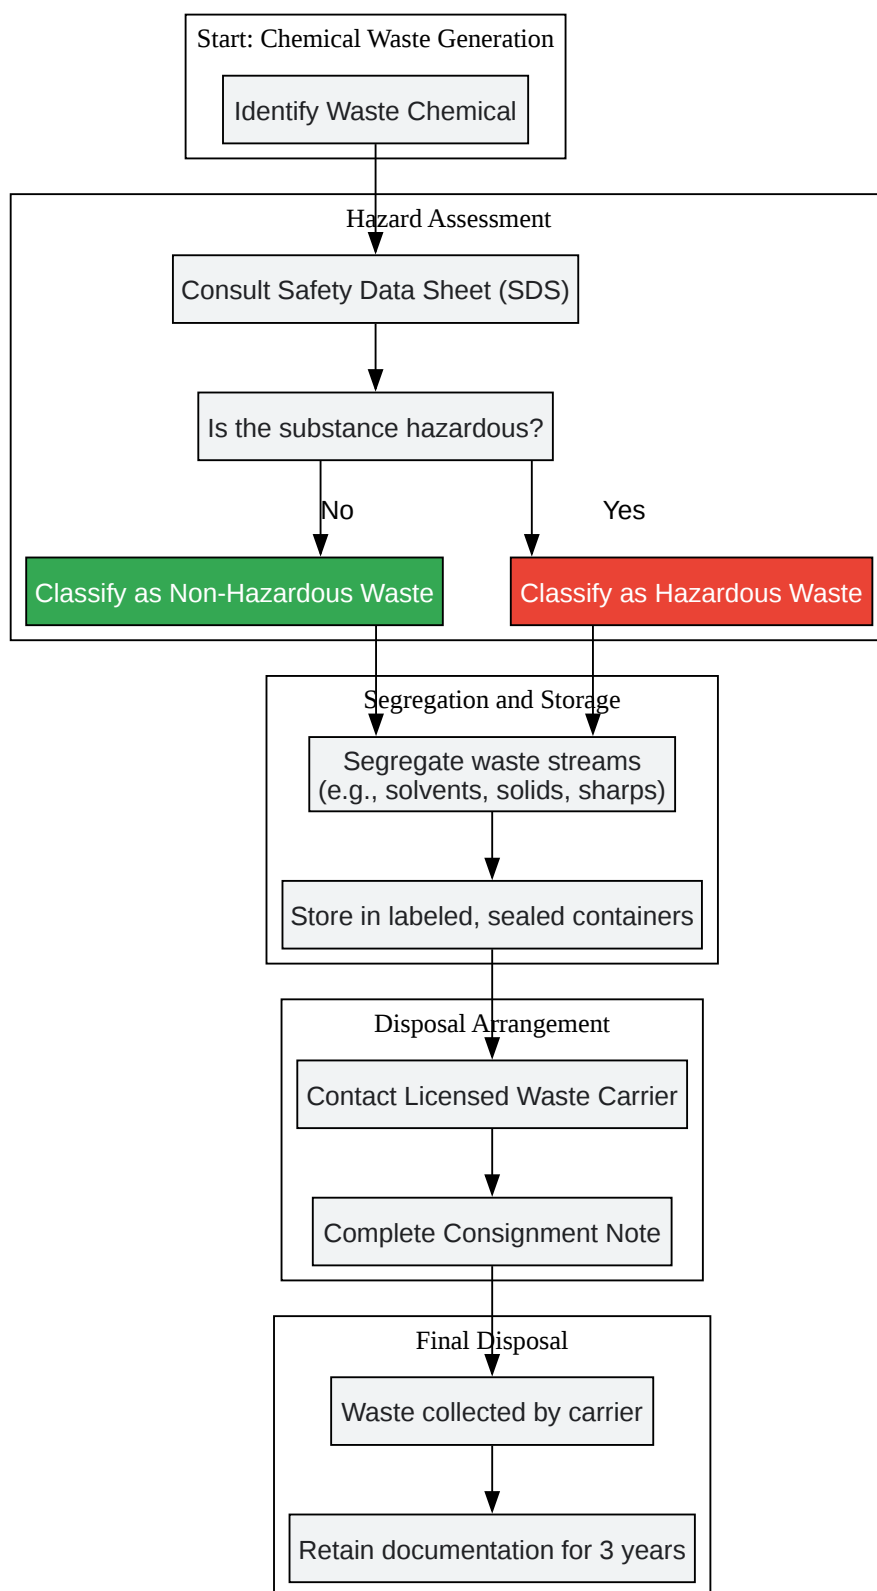 Start: Chemical Waste Generation
Identify Waste Chemical
Hazard Assessment
Consult Safety Data Sheet (SDS)
Is the substance hazardous?
No
Yes
Classify as Non-Hazardous Waste
Classify as Hazardous Waste
Segregation and Storage
Segregate waste streams
(e.g., solvents, solids, sharps)
Store in labeled, sealed containers
Disposal Arrangement
Contact Licensed Waste Carrier
Complete Consignment Note
Final Disposal
Waste collected by carrier
Retain documentation for 3 years